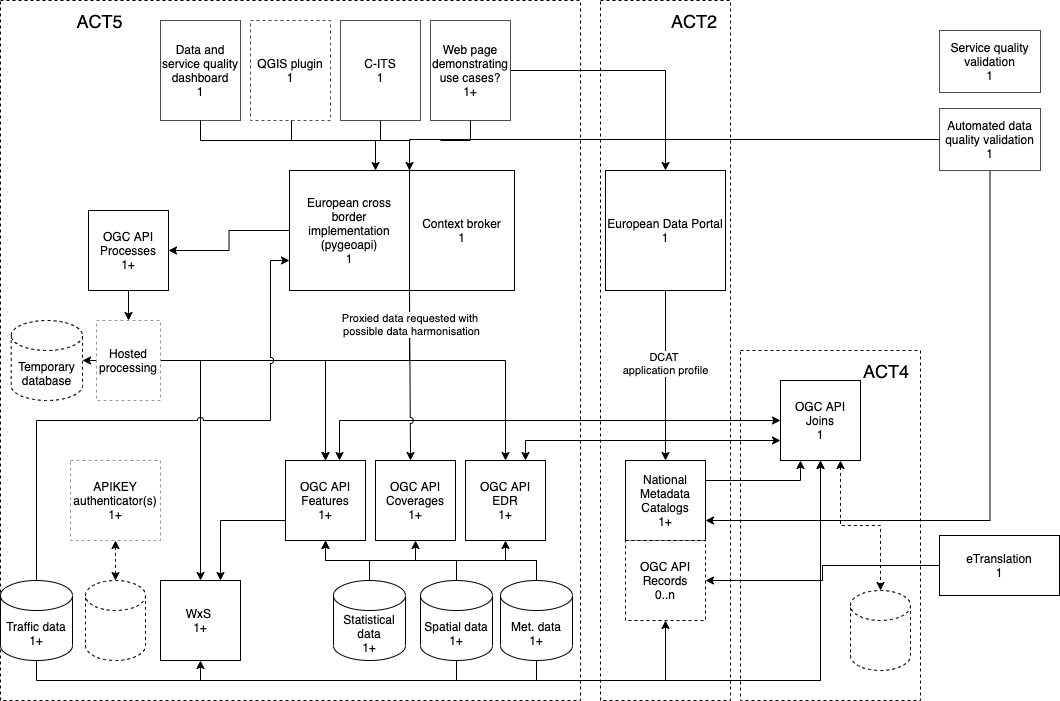 ACT5
ACT2
Data and
service quality
dashboard
1
QGIS plugin
1
C-ITS
1
Web page
demonstrating
use cases?
1+
Service quality
validation
1
Automated data
quality validation
1
OGC API
Processes
1+
European cross
border
implementation
(pygeoapi)
1
Context broker
1
European Data Portal
1
Proxied data requested with
possible data harmonisation
Temporary
database
Hosted
processing
DCAT
application profile
ACT4
OGC API
Joins
1
APIKEY
authenticator(s)
1+
OGC API
Features
1+
OGC API
Coverages
1+
OGC API
EDR
1+
National
Metadata
Catalogs
1+
OGC API
Records
0..n
eTranslation
1
Traffic data
1+
WxS
1+
Statistical
data
1+
Spatial data
1+
Met. data
1+